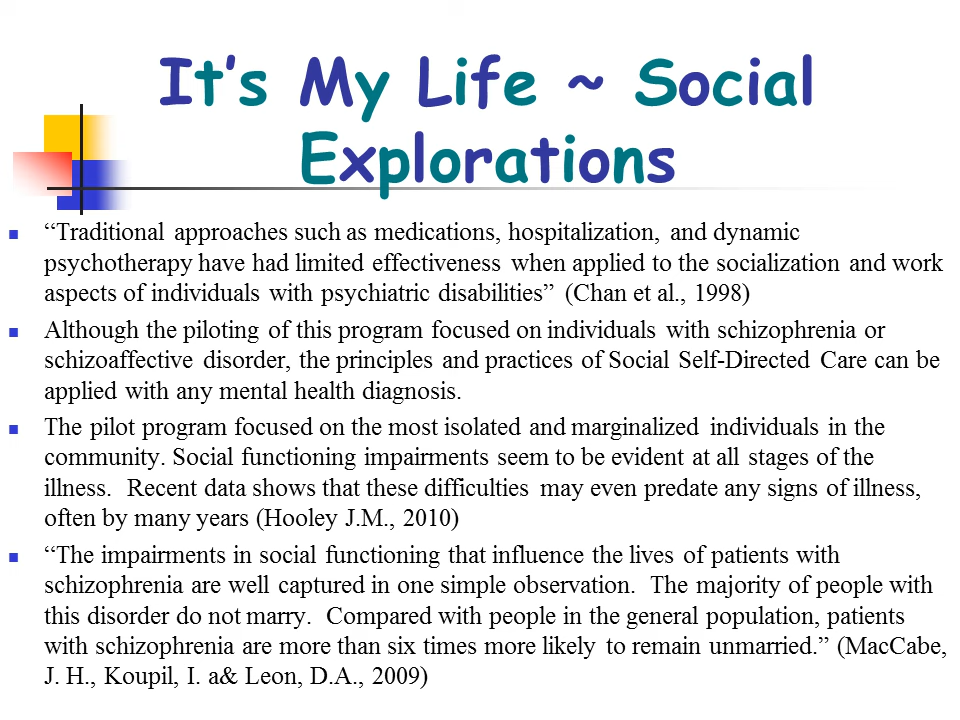 It’s My Life ~ Social
Explorations
“Traditional approaches such as medications, hospitalization, and dynamic
psychotherapy have had limited effectiveness when applied to the socialization and work
aspects of individuals with psychiatric disabilities” (Chan et al., 1998)
Although the piloting of this program focused on individuals with schizophrenia or
schizoaffective disorder, the principles and practices of Social Self-Directed Care can be
applied with any mental health diagnosis.
The pilot program focused on the most isolated and marginalized individuals in the
community. Social functioning impairments seem to be evident at all stages of the
illness. Recent data shows that these difficulties may even predate any signs of illness,
often by many years (Hooley J.M., 2010)
“The impairments in social functioning that influence the lives of patients with
schizophrenia are well captured in one simple observation. The majority of people with
this disorder do not marry. Compared with people in the general population, patients
with schizophrenia are more than six times more likely to remain unmarried.” (MacCabe,
J. H., Koupil, I. a& Leon, D.A., 2009)